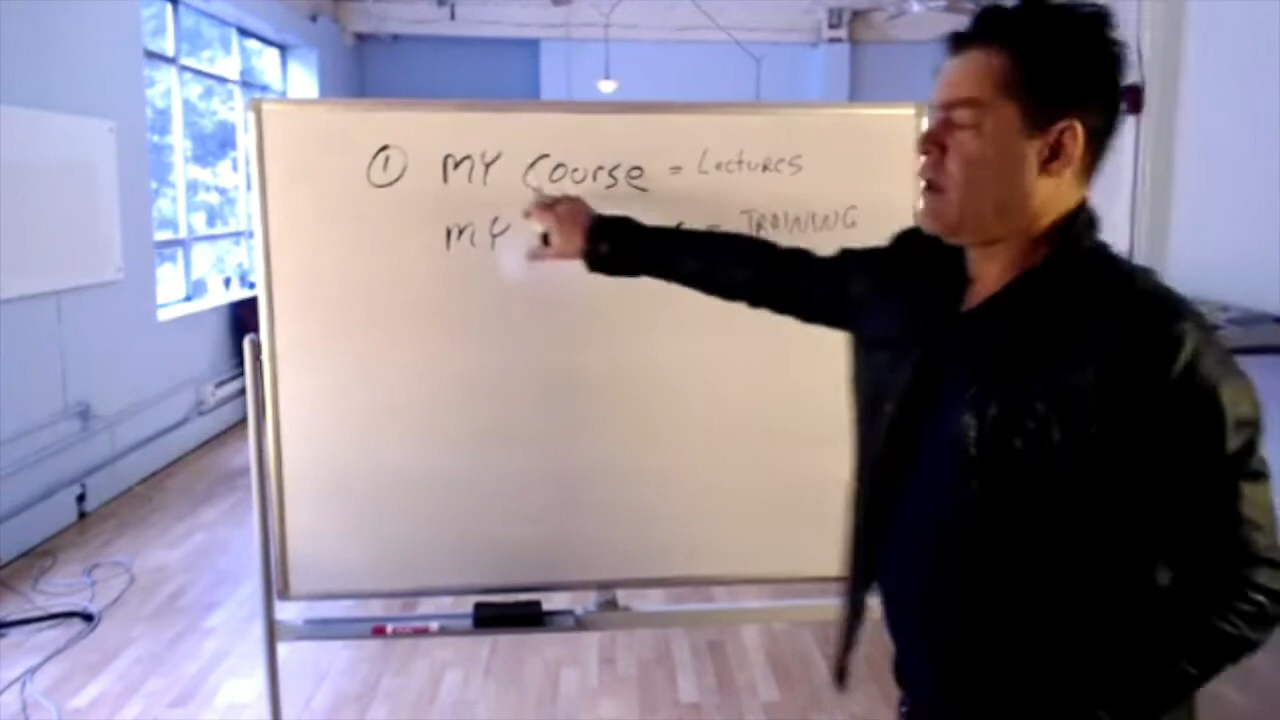 ① MY Course = Lectures
MY = TRAINING